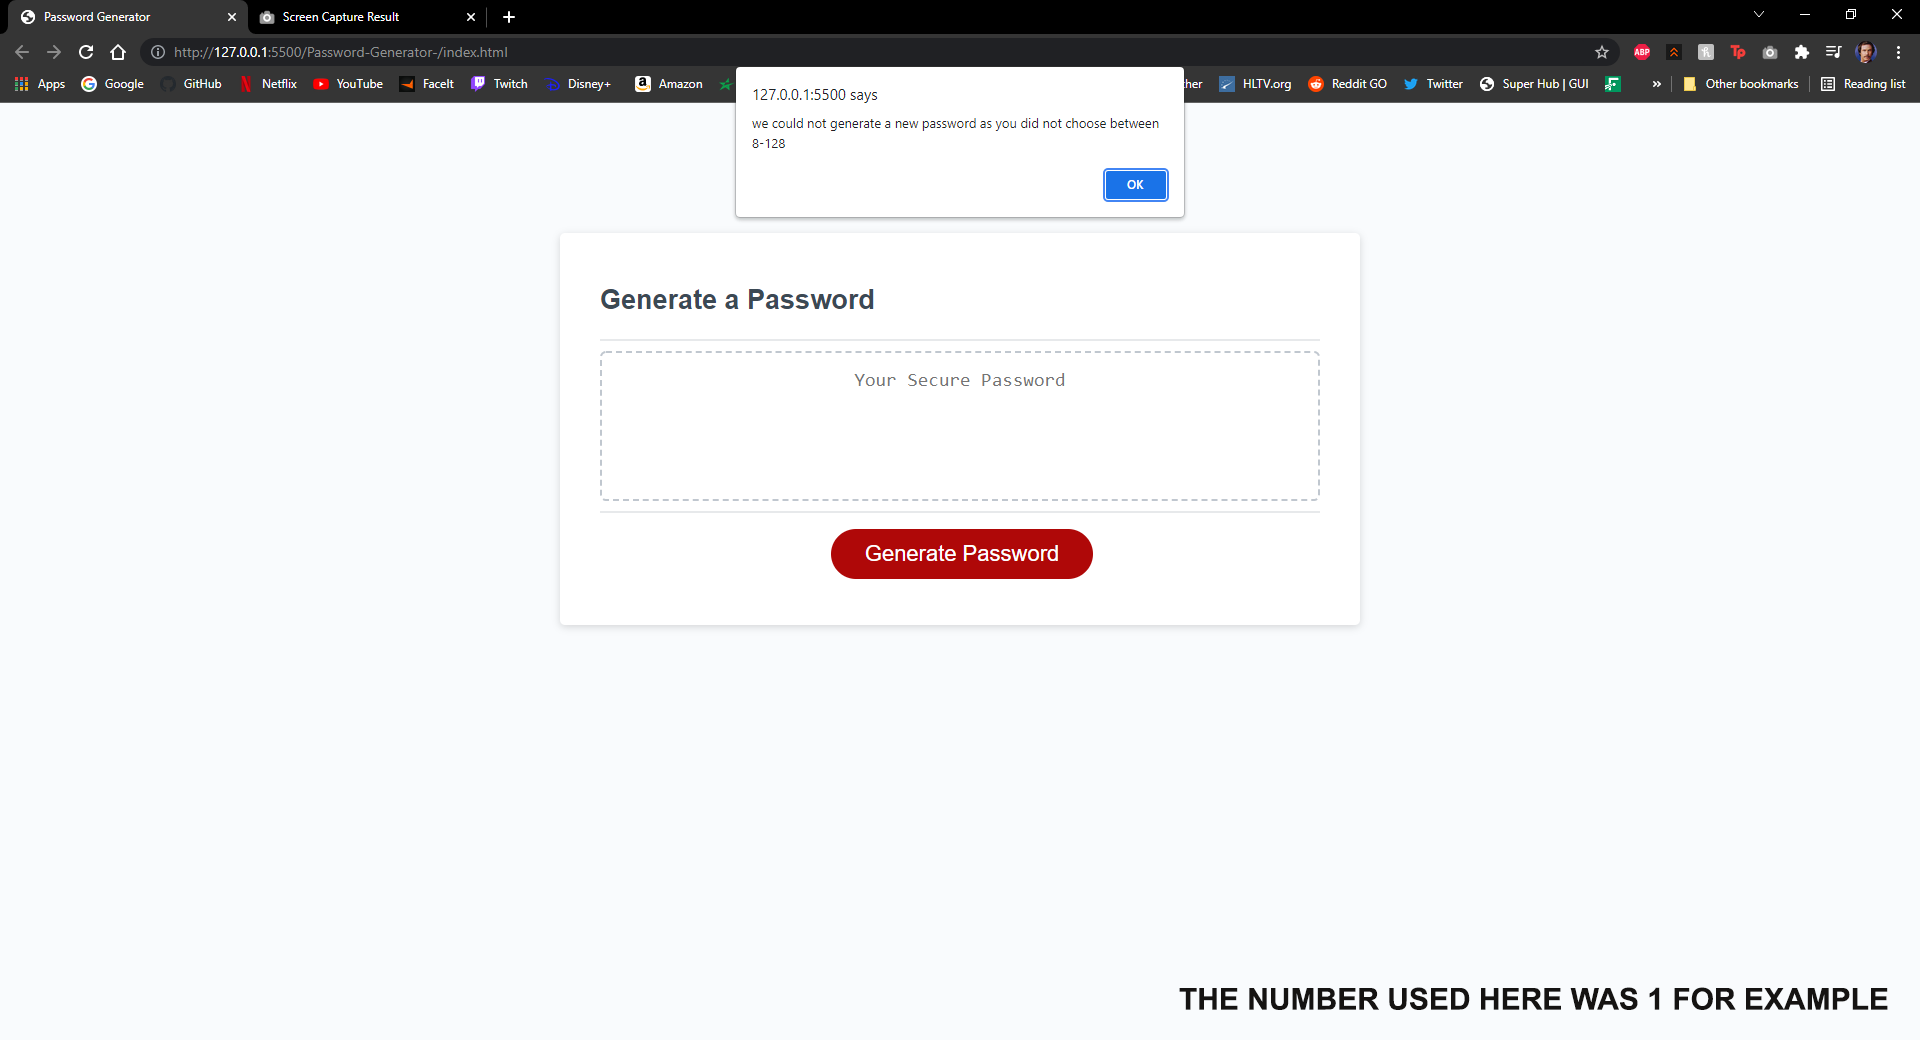 Password Generator
Screen Capture Result
http://127.0.0.1:5500/Password-Generator-/index.html
ABP
Tp
Apps Google GitHub Netflix YouTube FaceIt Twitch Disney+ Amazon her HLTV.org Reddit GO Twitter Super Hub | GUI » Other bookmarks Reading list
127.0.0.1:5500 says
we could not generate a new password as you did not choose between
8-128
OK
Generate a Password
Your Secure Password
Generate Password
THE NUMBER USED HERE WAS 1 FOR EXAMPLE